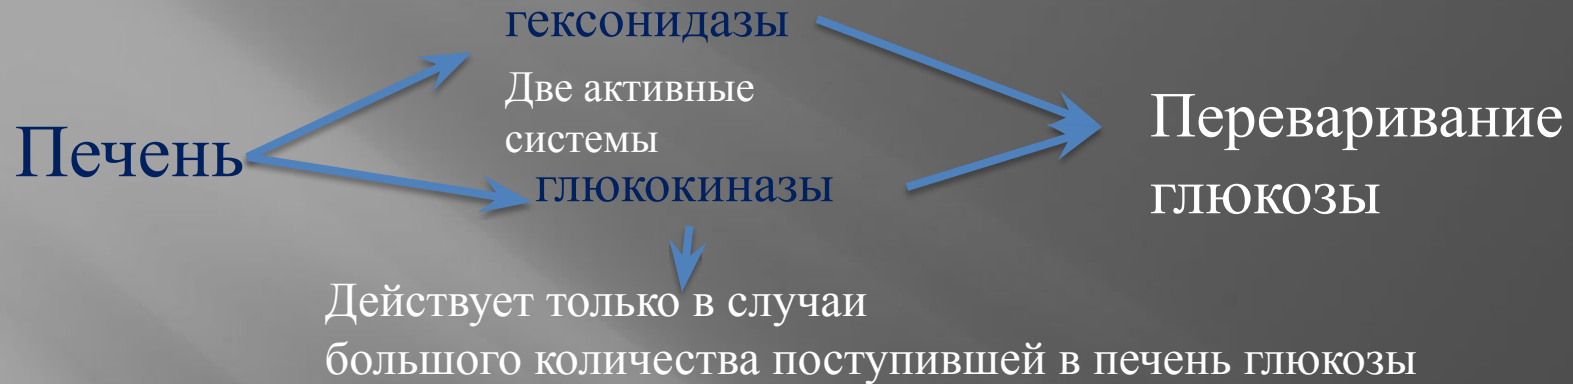 гексонидазы
Две активные
системы
Печень
глюкокиназы
Переваривание
глюкозы
Действует только в случаи
большого количества поступившей в печень глюкозы